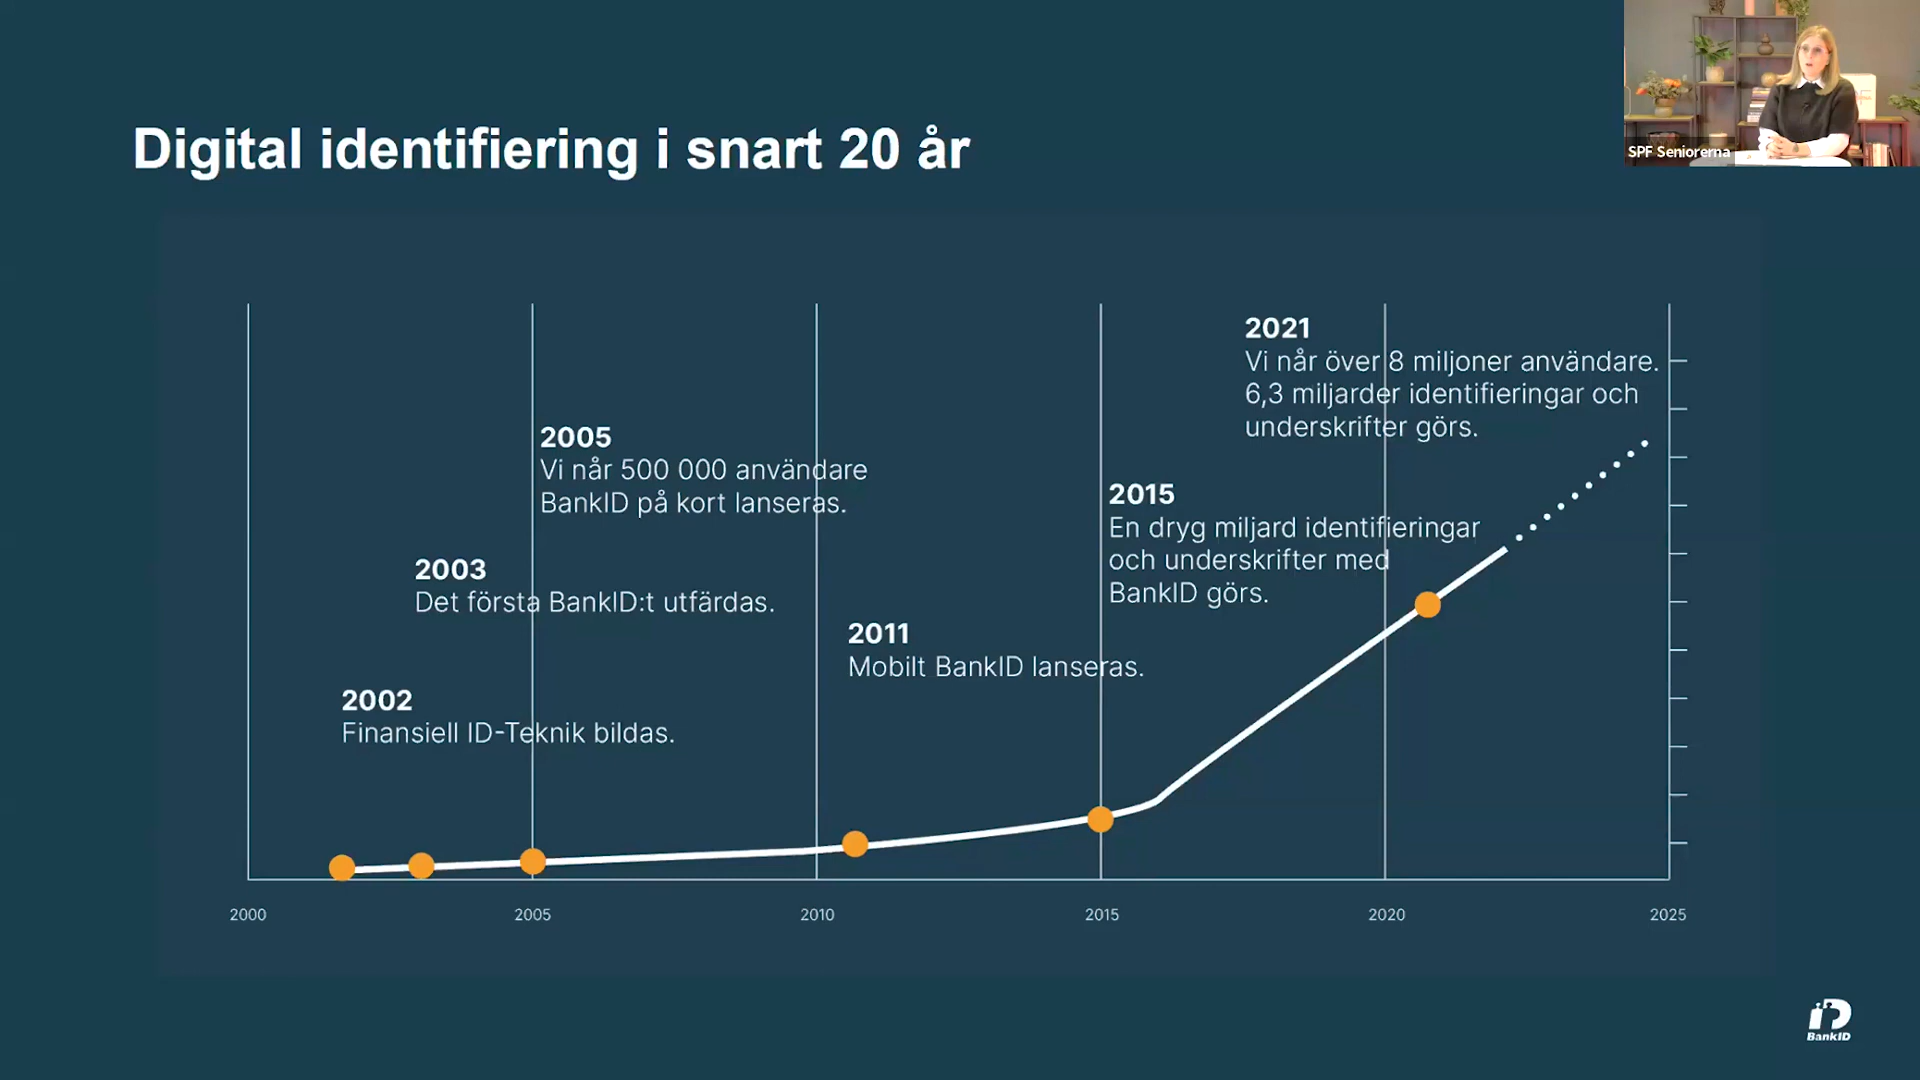 Digital identifiering i snart 20 år
SPF Seniorerna
2021
Vi når över 8 miljoner användare.
6,3 miljarder identifieringar och
underskrifter görs.
2005
Vi når 500 000 användare
BankID på kort lanseras.
2015
En dryg miljard identifieringar
och underskrifter med
BankID görs.
2003
Det första BankID:t utfärdas.
2011
Mobilt BankID lanseras.
2002
Finansiell ID-Teknik bildas.
2000 2005 2010 2015 2020 2025
BankID